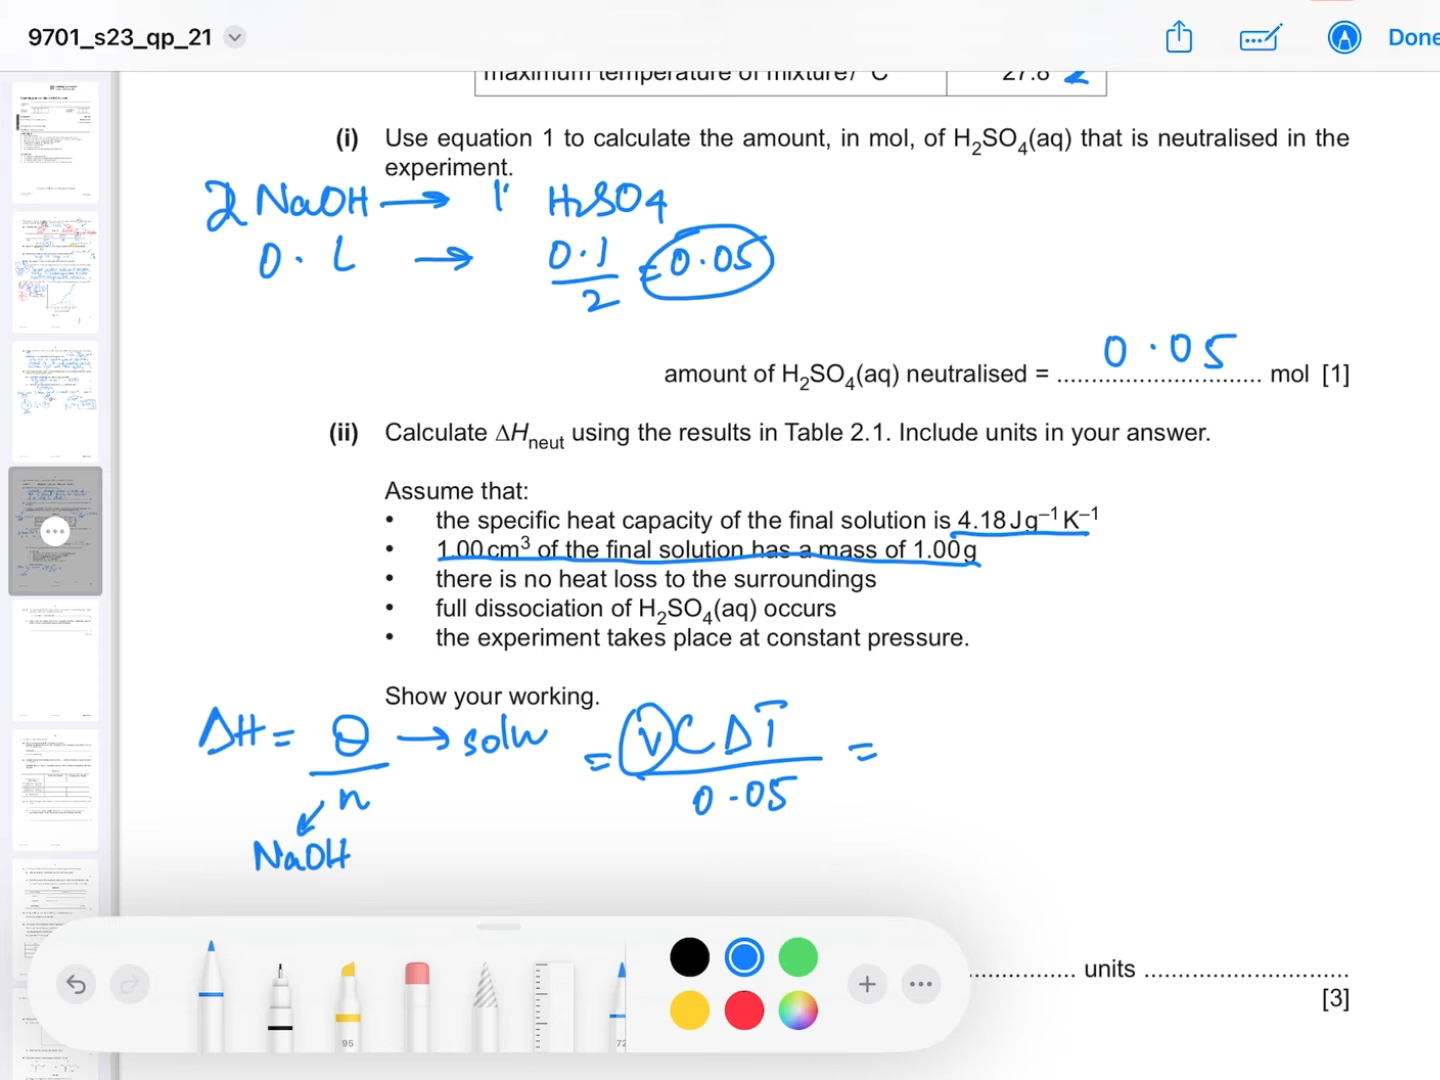 9701_s23_qp_21
Done
maximum temperature of mixture / °C 27.8
(i) Use equation 1 to calculate the amount, in mol, of H₂SO₄(aq) that is neutralised in the
experiment.
2 NaOH → 1 H₂SO₄
0.1 → 0.1/2 = 0.05
0.05
amount of H₂SO₄(aq) neutralised = .............................. mol [1]
(ii) Calculate ΔHneut using the results in Table 2.1. Include units in your answer.
Assume that:
• the specific heat capacity of the final solution is 4.18 J g⁻¹ K⁻¹
• 1.00 cm³ of the final solution has a mass of 1.00 g
• there is no heat loss to the surroundings
• full dissociation of H₂SO₄(aq) occurs
• the experiment takes place at constant pressure.
Show your working.
ΔH = Q/n → soln = VCΔT/0.05 =
NaOH
............... units ..............................
[3]
95
72